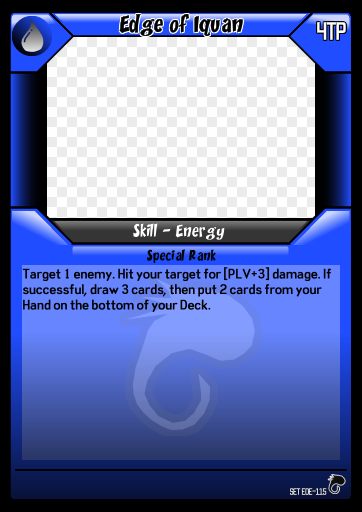 Edge of Iquan
4TP
Skill - Energy
Special Rank
Target 1 enemy. Hit your target for [PLV+3] damage. If
successful, draw 3 cards, then put 2 cards from your
Hand on the bottom of your Deck.
SET EOE-115